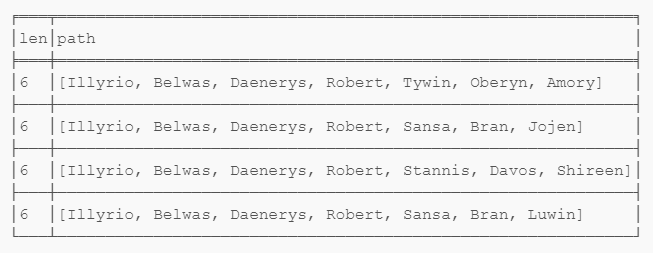 len path
6 [Illyrio, Belwas, Daenerys, Robert, Tywin, Oberyn, Amory]
6 [Illyrio, Belwas, Daenerys, Robert, Sansa, Bran, Jojen]
6 [Illyrio, Belwas, Daenerys, Robert, Stannis, Davos, Shireen]
6 [Illyrio, Belwas, Daenerys, Robert, Sansa, Bran, Luwin]